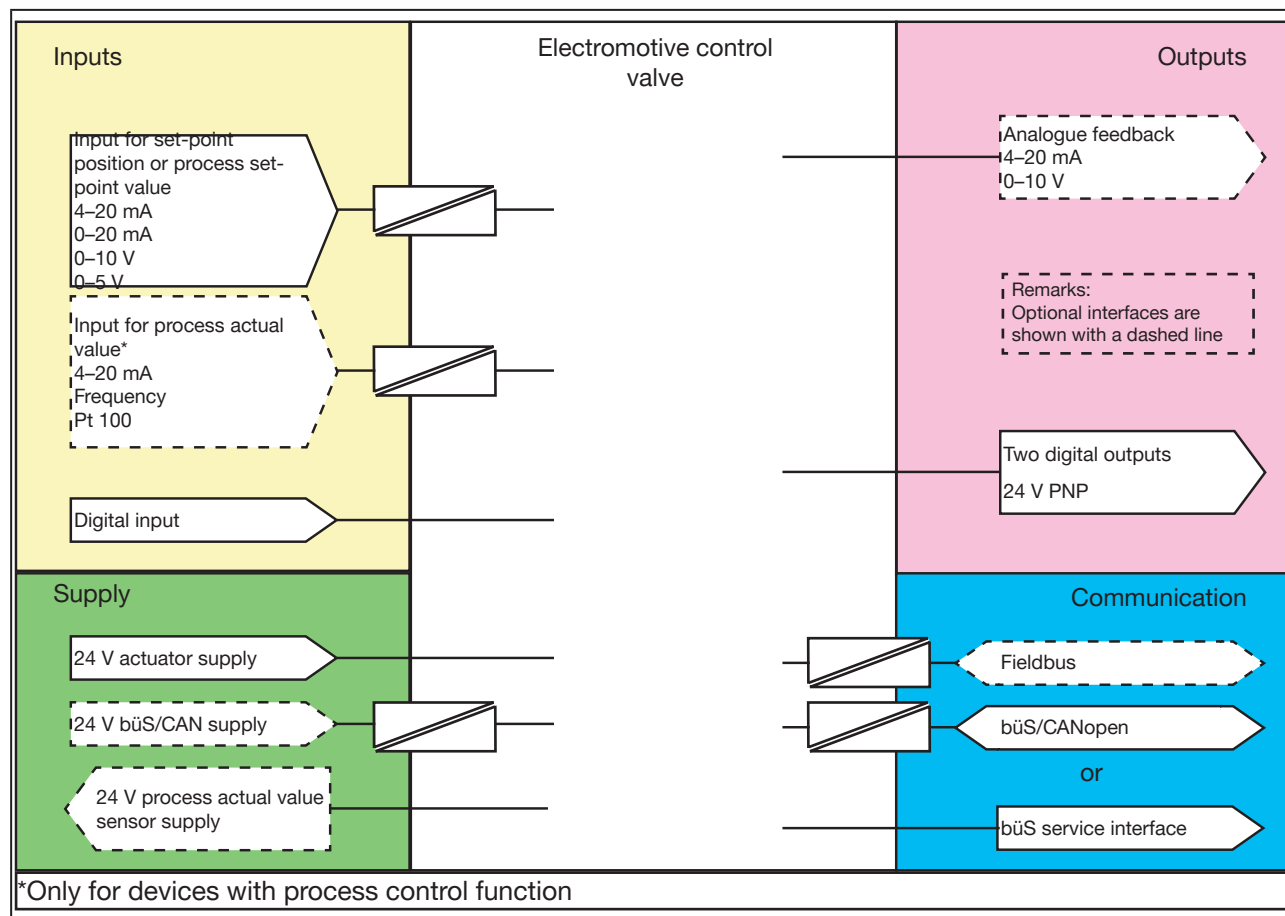 Inputs
Input for set-point
position or process set-
point value
4–20 mA
0–20 mA
0–10 V
0–5 V
Input for process actual
value*
4–20 mA
Frequency
Pt 100
Digital input
Supply
24 V actuator supply
24 V büS/CAN supply
24 V process actual value
sensor supply
Electromotive control
valve
Outputs
Analogue feedback
4–20 mA
0–10 V
Remarks:
Optional interfaces are
shown with a dashed line
Two digital outputs
24 V PNP
Communication
Fieldbus
büS/CANopen
or
büS service interface
*Only for devices with process control function